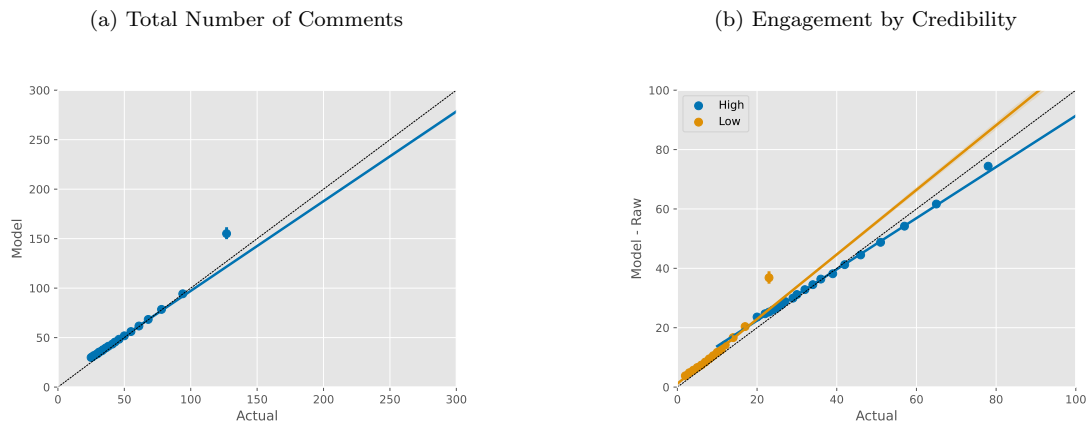 (a) Total Number of Comments
300
250
200
150
100
50
0
0 50 100 150 200 250 300
Model
Actual
(b) Engagement by Credibility
High
Low
100
80
60
40
20
0
0 20 40 60 80 100
Model - Raw
Actual